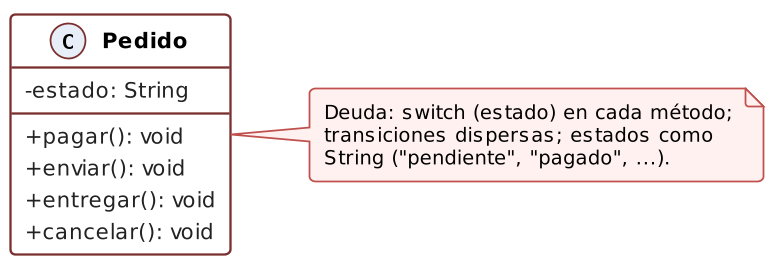 C Pedido
-estado: String
+pagar(): void
+enviar(): void
+entregar(): void
+cancelar(): void
Deuda: switch (estado) en cada método;
transiciones dispersas; estados como
String ("pendiente", "pagado", ...).